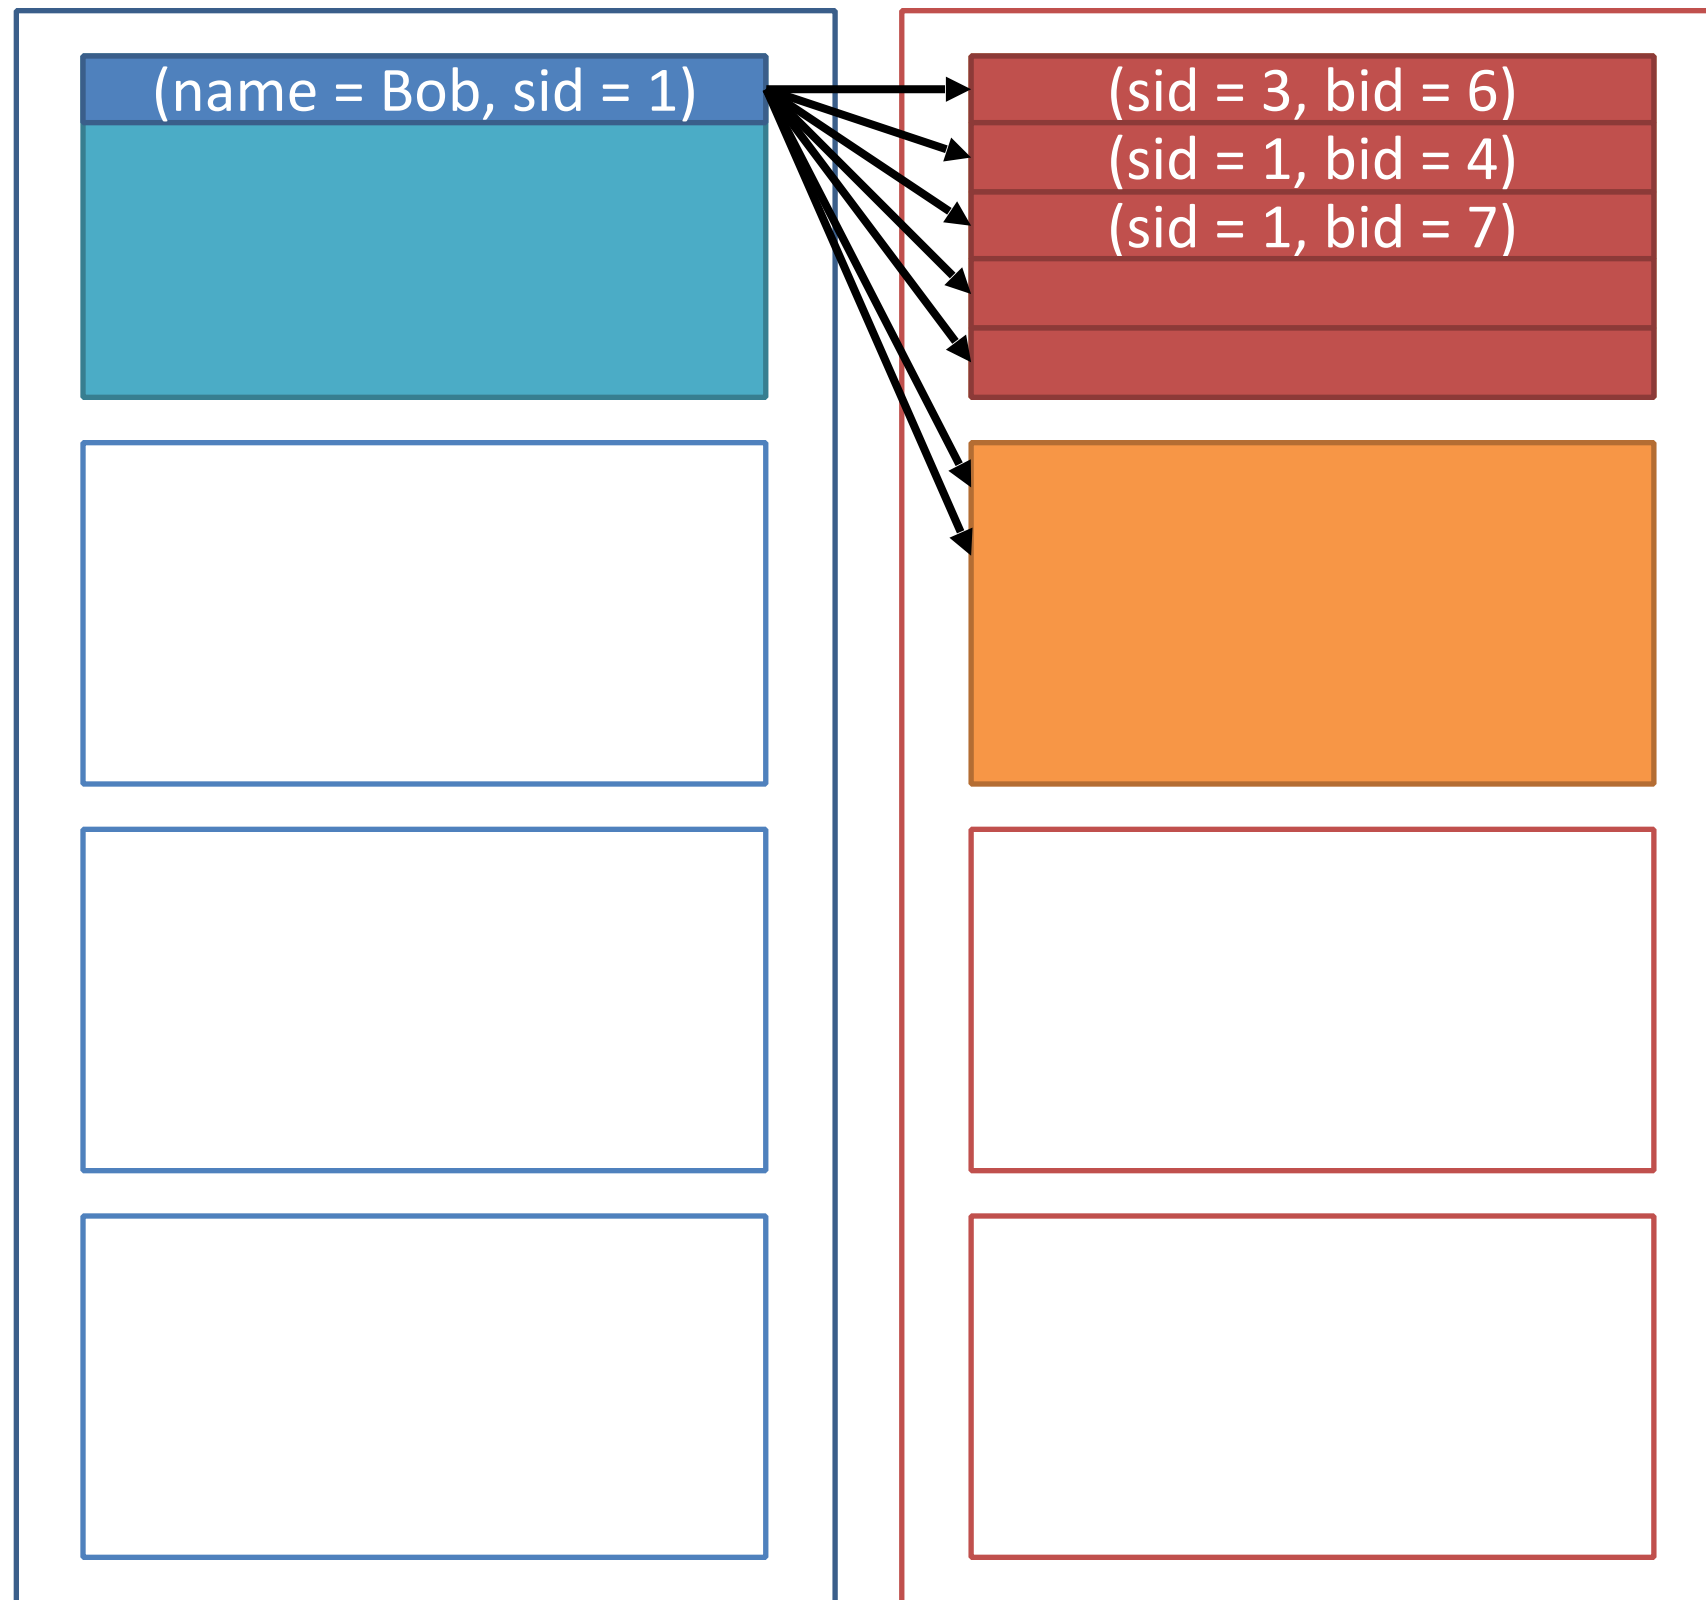 (name = Bob, sid = 1)
(sid = 3, bid = 6)
(sid = 1, bid = 4)
(sid = 1, bid = 7)